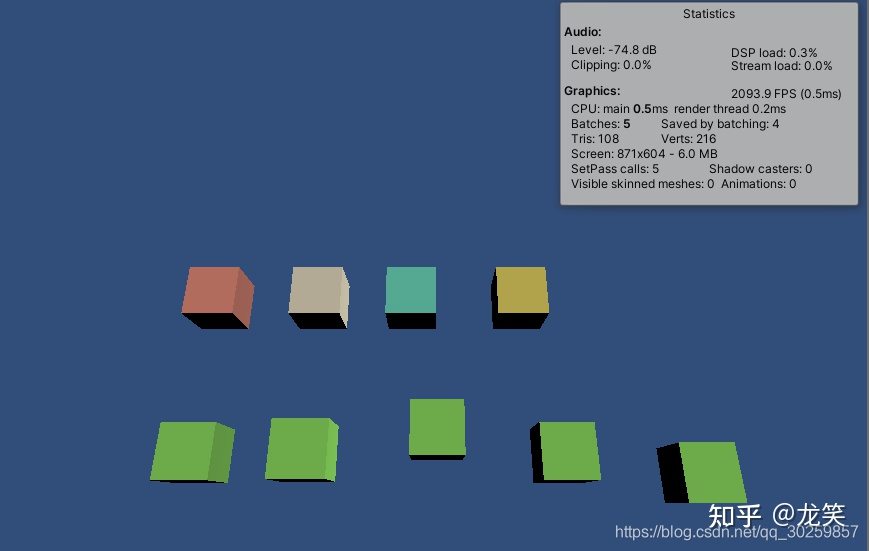 Statistics
Audio:
Level: -74.8 dB DSP load: 0.3%
Clipping: 0.0% Stream load: 0.0%
Graphics: 2093.9 FPS (0.5ms)
CPU: main 0.5ms render thread 0.2ms
Batches: 5 Saved by batching: 4
Tris: 108 Verts: 216
Screen: 871x604 - 6.0 MB
SetPass calls: 5 Shadow casters: 0
Visible skinned meshes: 0 Animations: 0
知乎 @龙笑
https://blog.csdn.net/qq_30259857